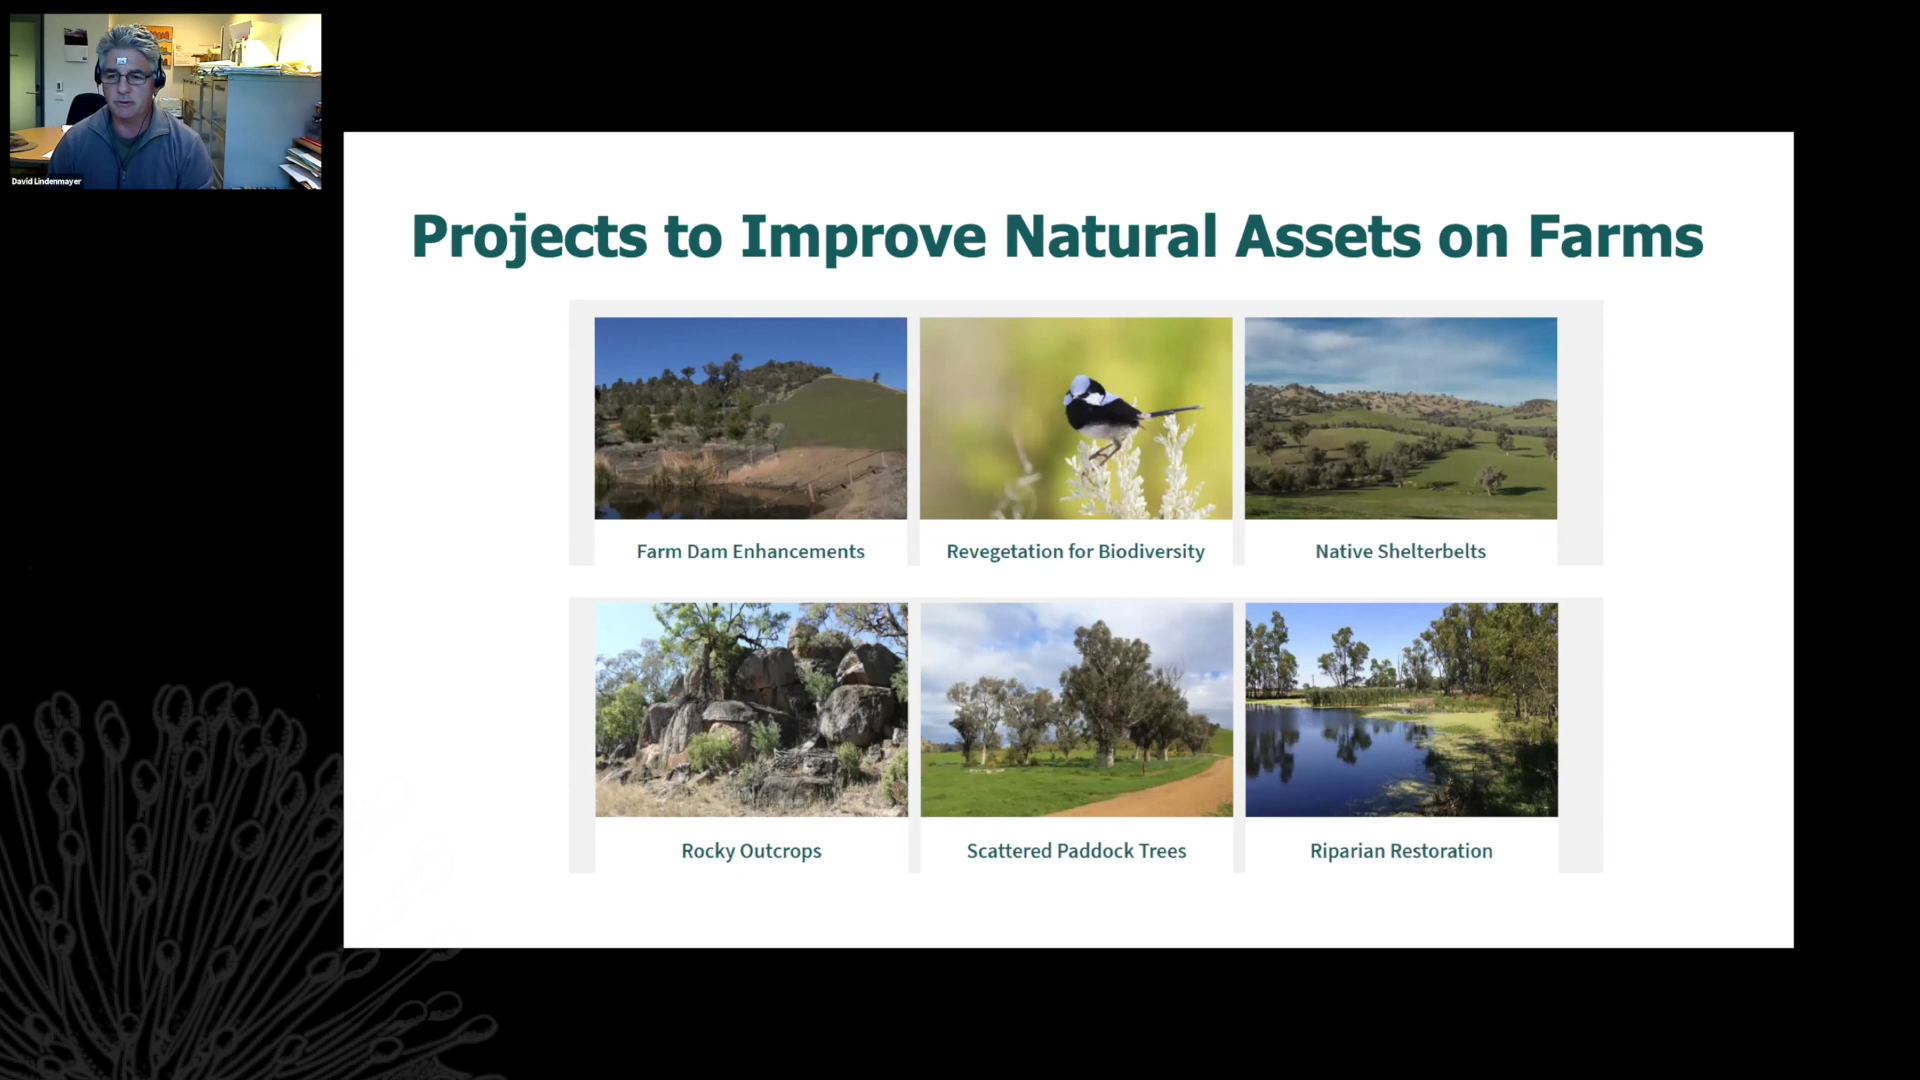 David Lindenmayer
Projects to Improve Natural Assets on Farms
Farm Dam Enhancements
Revegetation for Biodiversity
Native Shelterbelts
Rocky Outcrops
Scattered Paddock Trees
Riparian Restoration